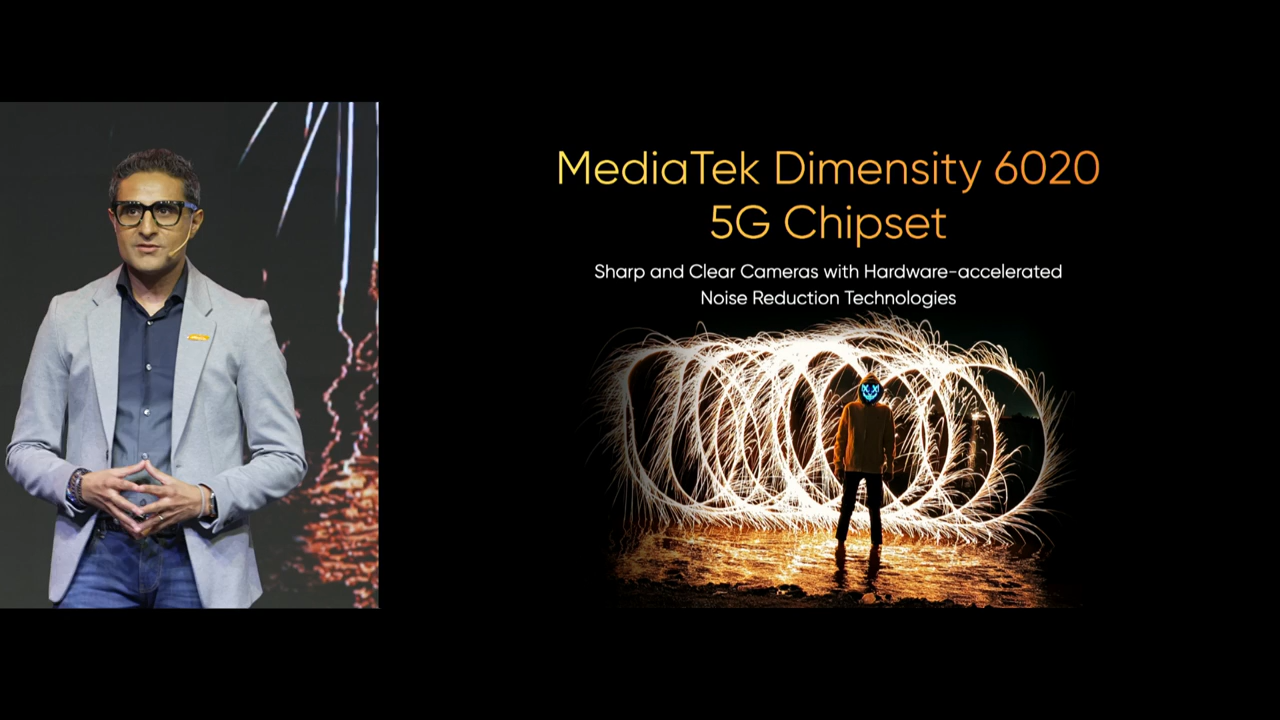 MediaTek Dimensity 6020
5G Chipset
Sharp and Clear Cameras with Hardware-accelerated
Noise Reduction Technologies